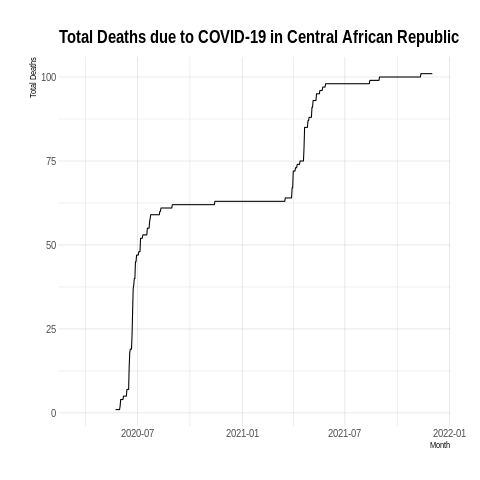 Total Deaths due to COVID-19 in Central African Republic
Total Deaths
100
75
50
25
0
2020-07 2021-01 2021-07 2022-01
Month